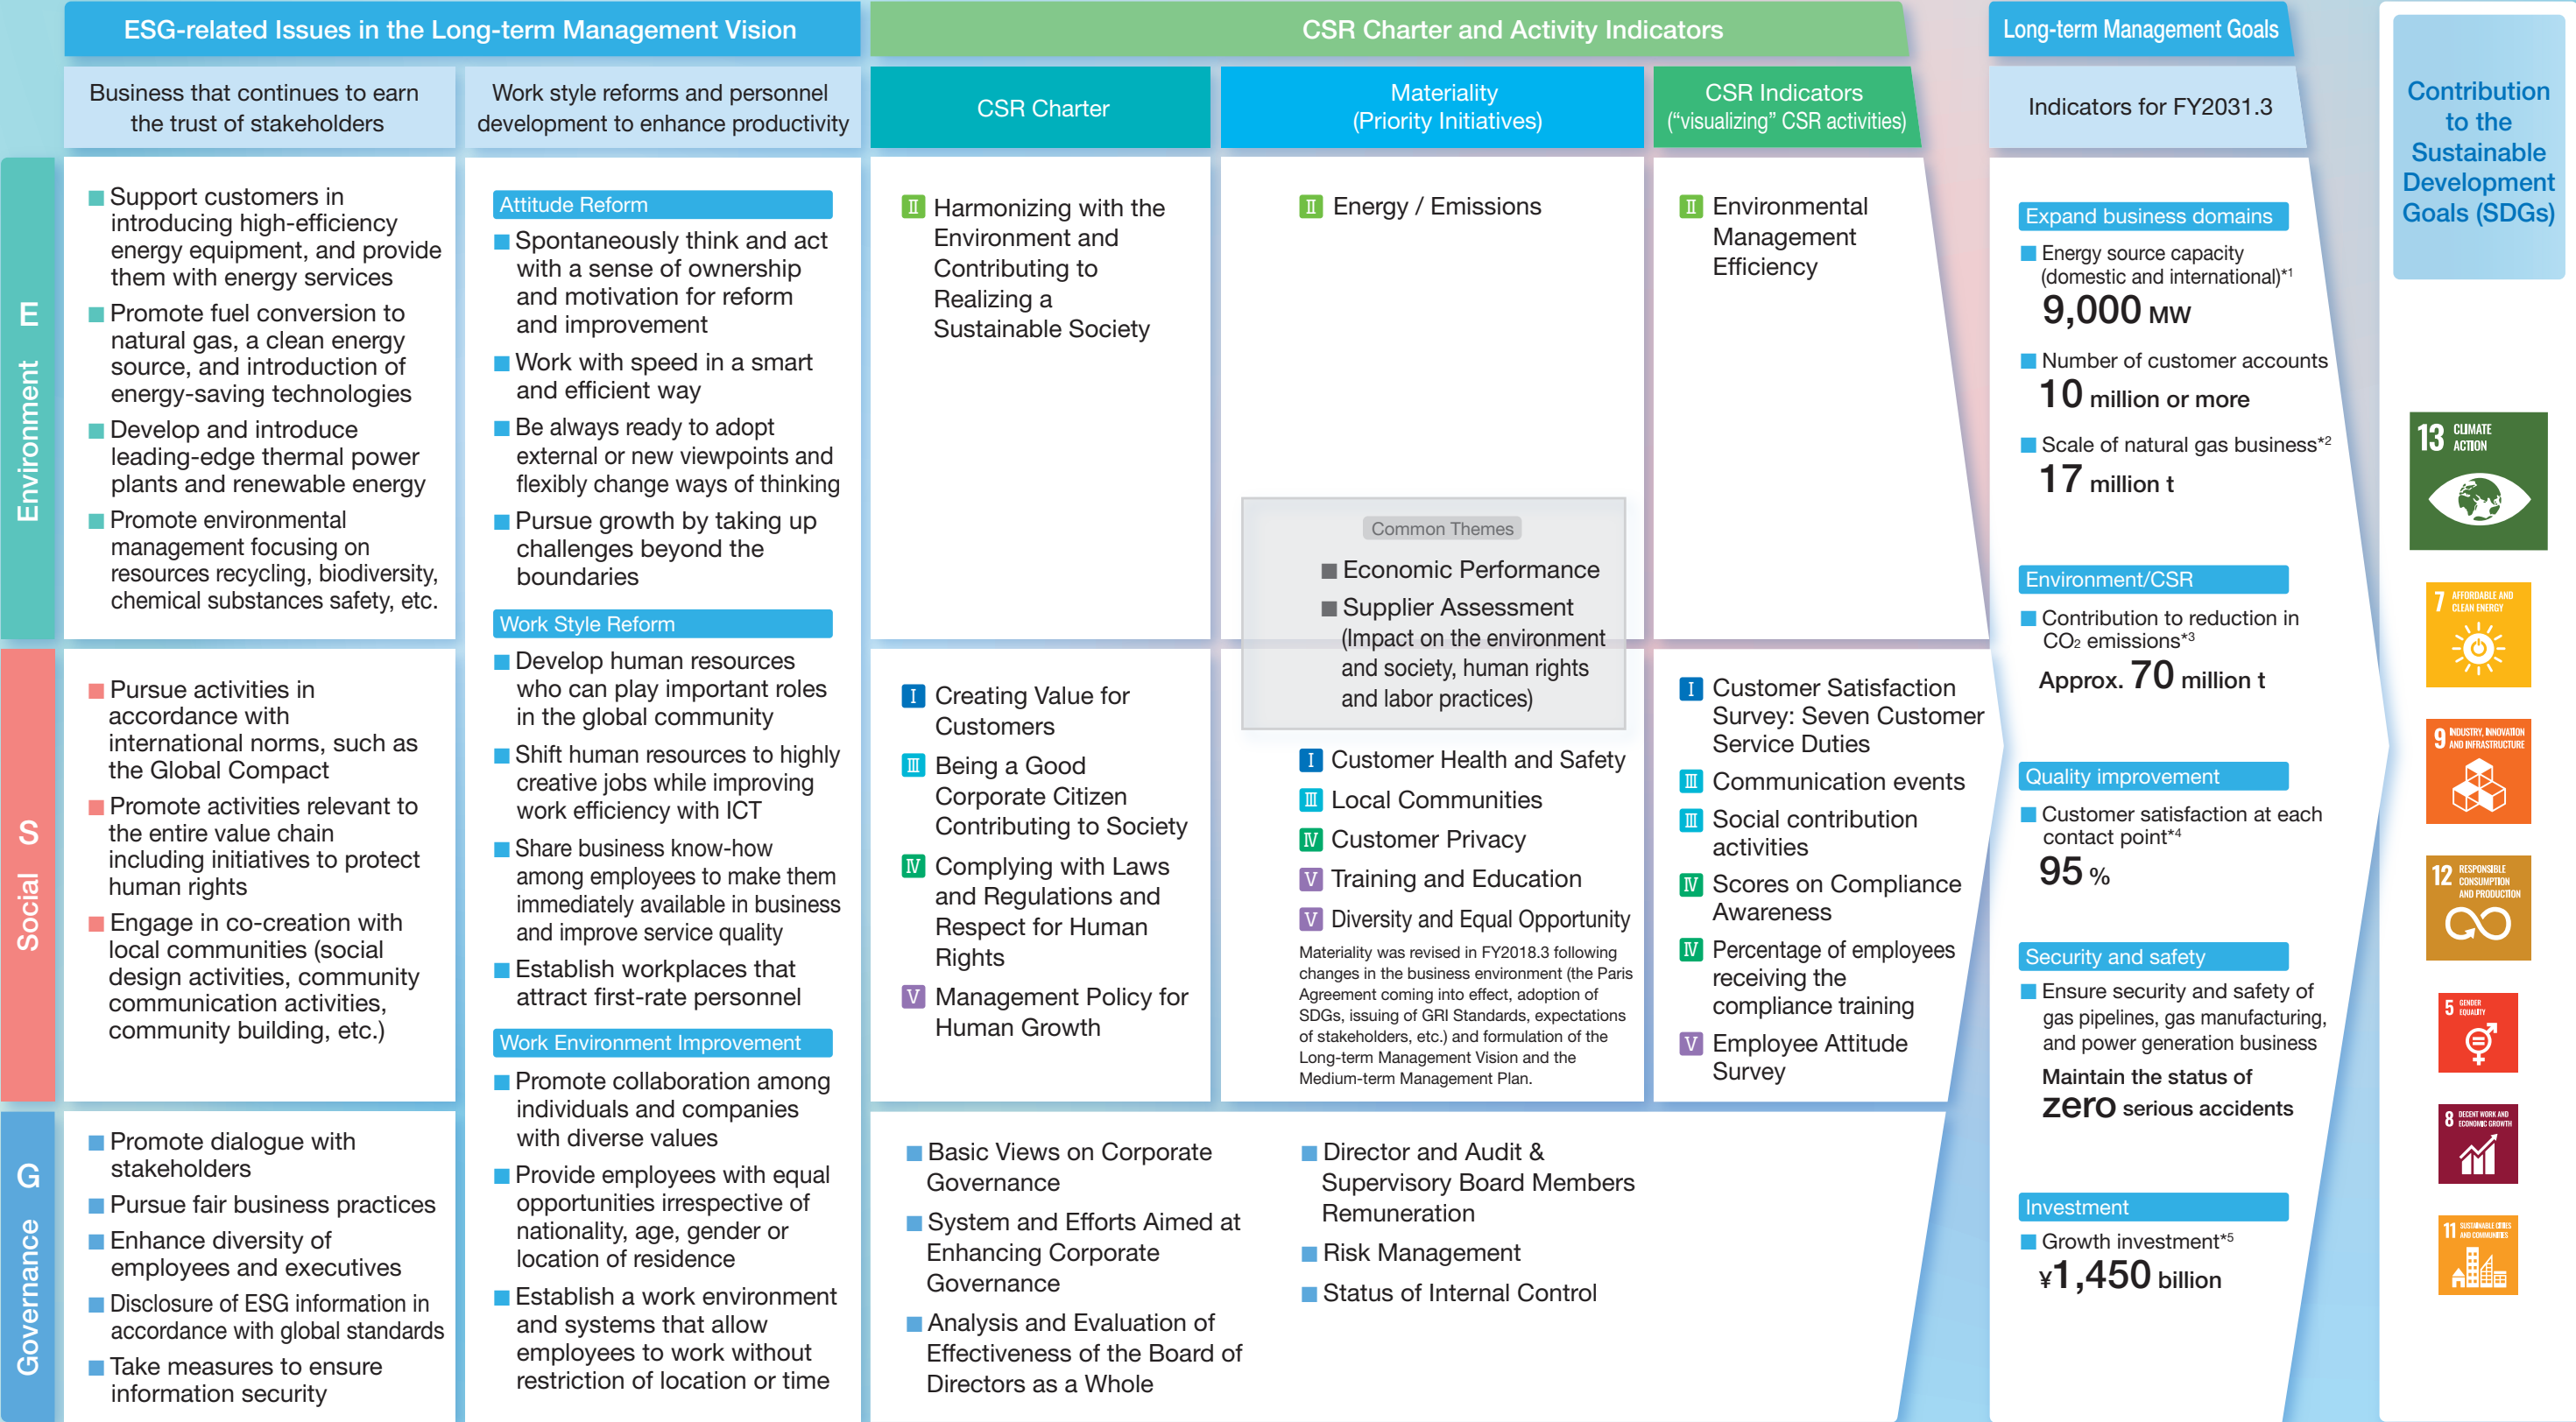 ESG-related Issues in the Long-term Management Vision
CSR Charter and Activity Indicators
Long-term Management Goals
Contribution
to the
Sustainable
Development
Goals (SDGs)
Business that continues to earn
the trust of stakeholders
Work style reforms and personnel
development to enhance productivity
CSR Charter
Materiality
(Priority Initiatives)
CSR Indicators
(“visualizing” CSR activities)
Indicators for FY2031.3
E
Environment
Support customers in
introducing high-efficiency
energy equipment, and provide
them with energy services
Promote fuel conversion to
natural gas, a clean energy
source, and introduction of
energy-saving technologies
Develop and introduce
leading-edge thermal power
plants and renewable energy
Promote environmental
management focusing on
resources recycling, biodiversity,
chemical substances safety, etc.
S
Social
Pursue activities in
accordance with
international norms, such as
the Global Compact
Promote activities relevant to
the entire value chain
including initiatives to protect
human rights
Engage in co-creation with
local communities (social
design activities, community
communication activities,
community building, etc.)
G
Governance
Promote dialogue with
stakeholders
Pursue fair business practices
Enhance diversity of
employees and executives
Disclosure of ESG information in
accordance with global standards
Take measures to ensure
information security
Attitude Reform
Spontaneously think and act
with a sense of ownership
and motivation for reform
and improvement
Work with speed in a smart
and efficient way
Be always ready to adopt
external or new viewpoints and
flexibly change ways of thinking
Pursue growth by taking up
challenges beyond the
boundaries
Work Style Reform
Develop human resources
who can play important roles
in the global community
Shift human resources to highly
creative jobs while improving
work efficiency with ICT
Share business know-how
among employees to make them
immediately available in business
and improve service quality
Establish workplaces that
attract first-rate personnel
Work Environment Improvement
Promote collaboration among
individuals and companies
with diverse values
Provide employees with equal
opportunities irrespective of
nationality, age, gender or
location of residence
Establish a work environment
and systems that allow
employees to work without
restriction of location or time
II Harmonizing with the
Environment and
Contributing to
Realizing a
Sustainable Society
I Creating Value for
Customers
III Being a Good
Corporate Citizen
Contributing to Society
IV Complying with Laws
and Regulations and
Respect for Human
Rights
V Management Policy for
Human Growth
II Energy / Emissions
Common Themes
Economic Performance
Supplier Assessment
(Impact on the environment
and society, human rights
and labor practices)
I Customer Health and Safety
III Local Communities
IV Customer Privacy
V Training and Education
V Diversity and Equal Opportunity
Materiality was revised in FY2018.3 following
changes in the business environment (the Paris
Agreement coming into effect, adoption of
SDGs, issuing of GRI Standards, expectations
of stakeholders, etc.) and formulation of the
Long-term Management Vision and the
Medium-term Management Plan.
II Environmental
Management
Efficiency
I Customer Satisfaction
Survey: Seven Customer
Service Duties
III Communication events
III Social contribution
activities
IV Scores on Compliance
Awareness
IV Percentage of employees
receiving the
compliance training
V Employee Attitude
Survey
Basic Views on Corporate
Governance
System and Efforts Aimed at
Enhancing Corporate
Governance
Analysis and Evaluation of
Effectiveness of the Board of
Directors as a Whole
Director and Audit &
Supervisory Board Members
Remuneration
Risk Management
Status of Internal Control
Expand business domains
Energy source capacity
(domestic and international)*1
9,000 MW
Number of customer accounts
10 million or more
Scale of natural gas business*2
17 million t
Environment/CSR
Contribution to reduction in
CO2 emissions*3
Approx. 70 million t
Quality improvement
Customer satisfaction at each
contact point*4
95 %
Security and safety
Ensure security and safety of
gas pipelines, gas manufacturing,
and power generation business
Maintain the status of
zero serious accidents
Investment
Growth investment*5
¥1,450 billion
13 CLIMATE
ACTION
7 AFFORDABLE AND
CLEAN ENERGY
9 INDUSTRY, INNOVATION
AND INFRASTRUCTURE
12 RESPONSIBLE
CONSUMPTION
AND PRODUCTION
5 GENDER
EQUALITY
8 DECENT WORK AND
ECONOMIC GROWTH
11 SUSTAINABLE CITIES
AND COMMUNITIES